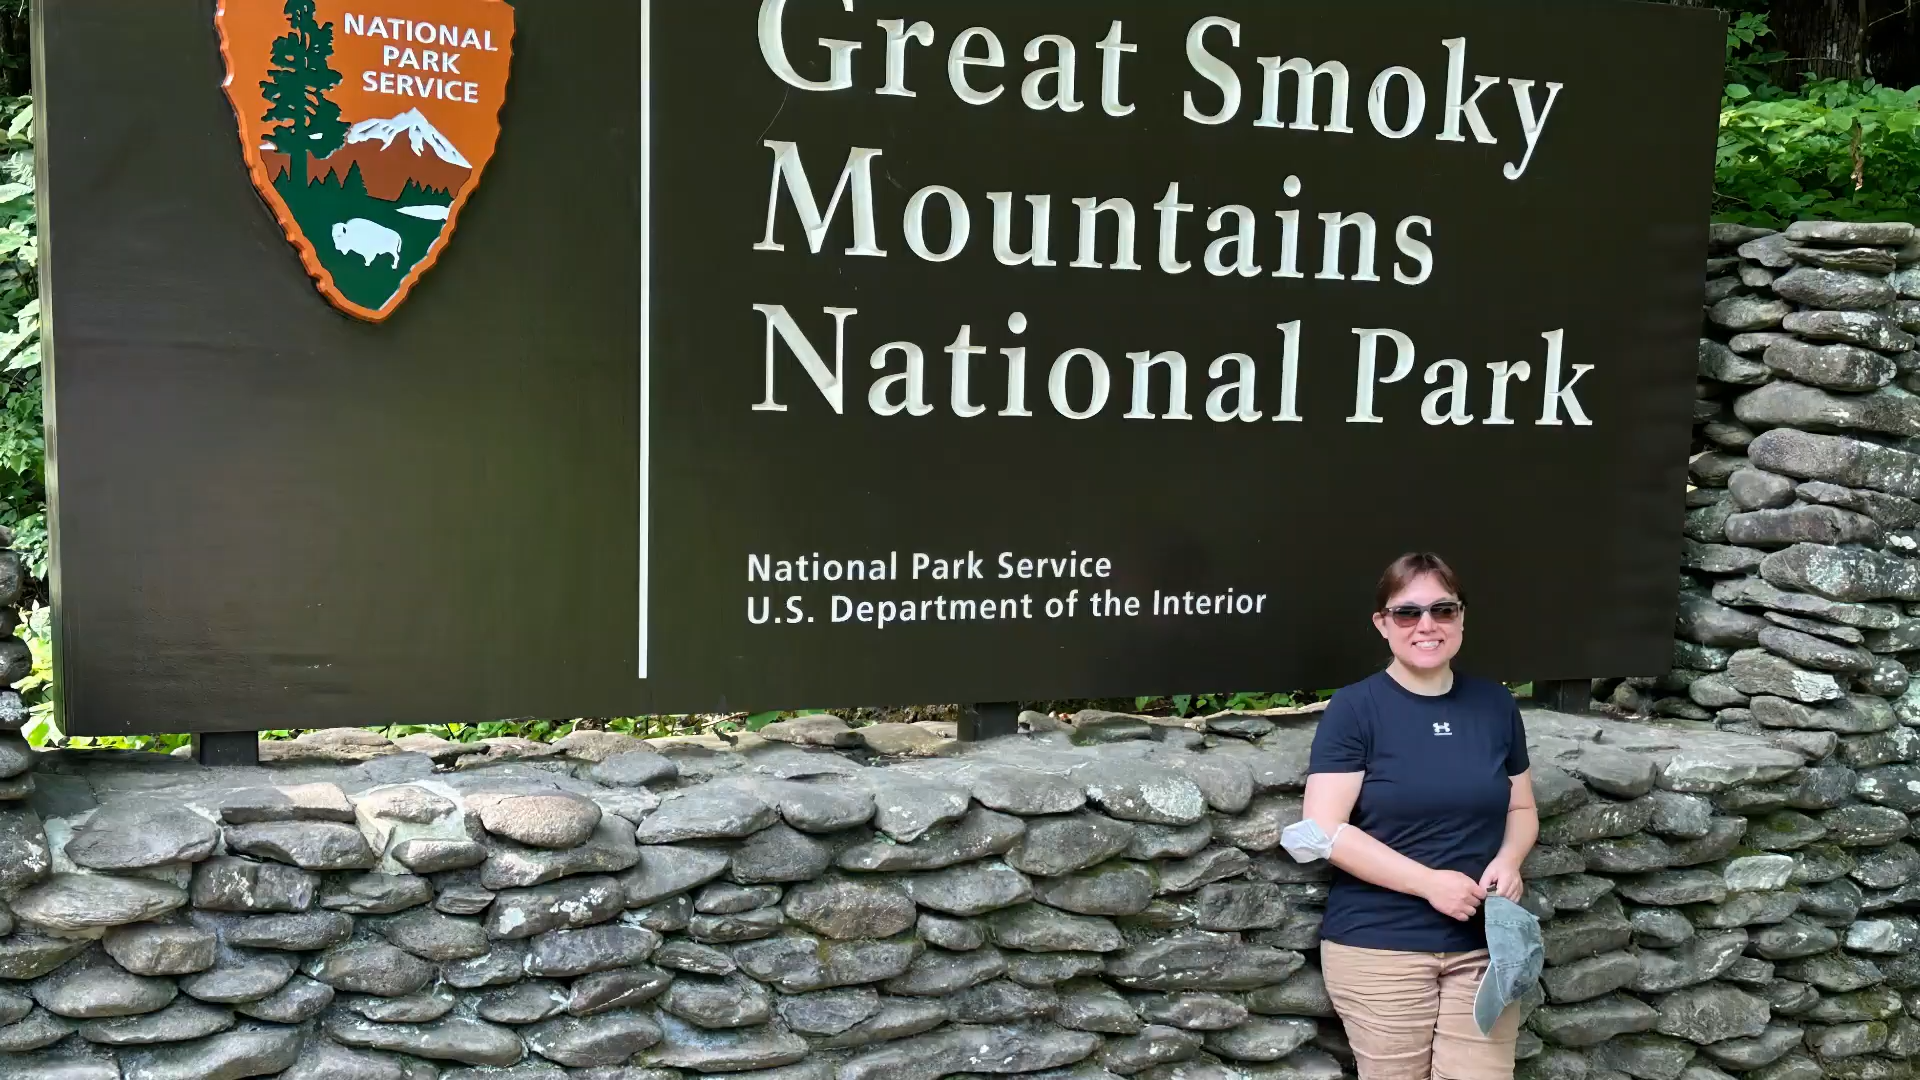 NATIONAL
PARK
SERVICE
Great Smoky
Mountains
National Park
National Park Service
U.S. Department of the Interior